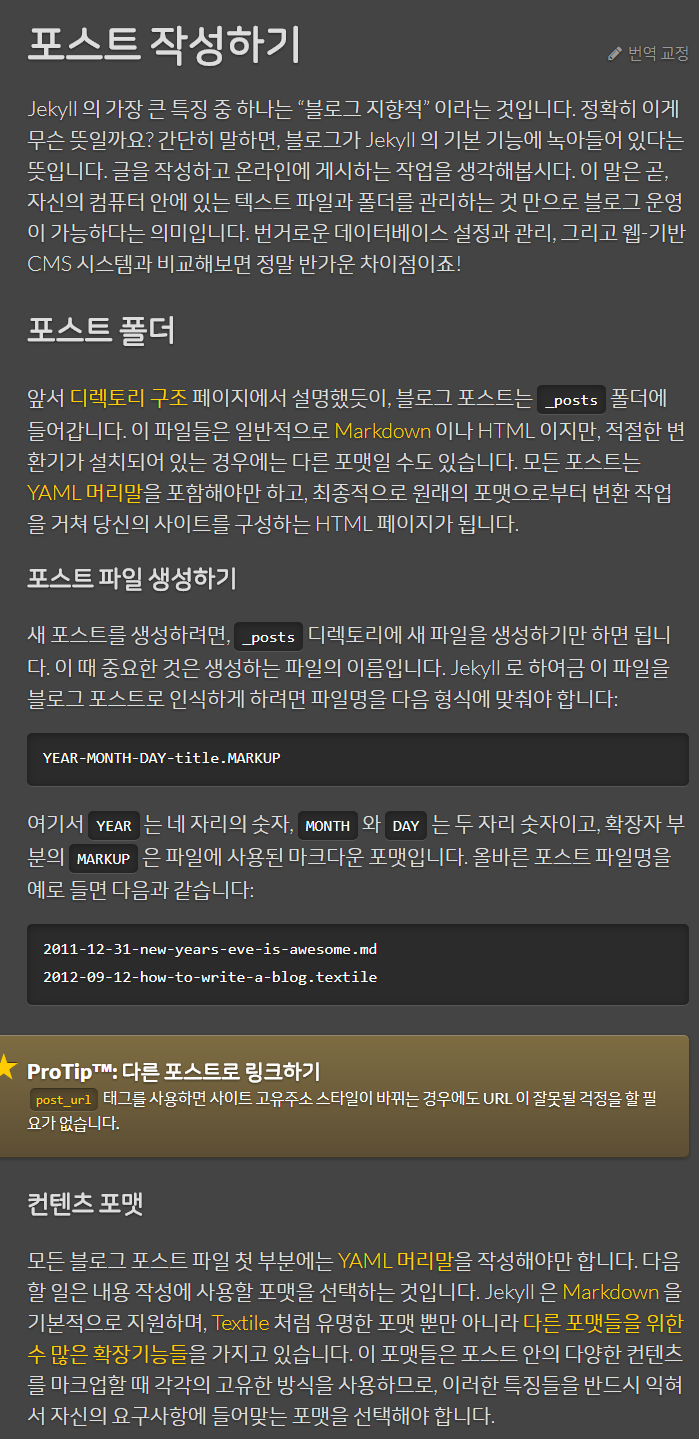 포스트 작성하기
번역 교정
Jekyll 의 가장 큰 특징 중 하나는 “블로그 지향적” 이라는 것입니다. 정확히 이게
무슨 뜻일까요? 간단히 말하면, 블로그가 Jekyll 의 기본 기능에 녹아들어 있다는
뜻입니다. 글을 작성하고 온라인에 게시하는 작업을 생각해봅시다. 이 말은 곧,
자신의 컴퓨터 안에 있는 텍스트 파일과 폴더를 관리하는 것 만으로 블로그 운영
이 가능하다는 의미입니다. 번거로운 데이터베이스 설정과 관리, 그리고 웹-기반
CMS 시스템과 비교해보면 정말 반가운 차이점이죠!
포스트 폴더
앞서 디렉토리 구조 페이지에서 설명했듯이, 블로그 포스트는 _posts 폴더에
들어갑니다. 이 파일들은 일반적으로 Markdown 이나 HTML 이지만, 적절한 변
환기가 설치되어 있는 경우에는 다른 포맷일 수도 있습니다. 모든 포스트는
YAML 머리말을 포함해야만 하고, 최종적으로 원래의 포맷으로부터 변환 작업
을 거쳐 당신의 사이트를 구성하는 HTML 페이지가 됩니다.
포스트 파일 생성하기
새 포스트를 생성하려면, _posts 디렉토리에 새 파일을 생성하기만 하면 됩니
다. 이 때 중요한 것은 생성하는 파일의 이름입니다. Jekyll 로 하여금 이 파일을
블로그 포스트로 인식하게 하려면 파일명을 다음 형식에 맞춰야 합니다:
YEAR-MONTH-DAY-title.MARKUP
여기서 YEAR 는 네 자리의 숫자, MONTH 와 DAY 는 두 자리 숫자이고, 확장자 부
분의 MARKUP 은 파일에 사용된 마크다운 포맷입니다. 올바른 포스트 파일명을
예로 들면 다음과 같습니다:
2011-12-31-new-years-eve-is-awesome.md
2012-09-12-how-to-write-a-blog.textile
ProTip™: 다른 포스트로 링크하기
post_url 태그를 사용하면 사이트 고유주소 스타일이 바뀌는 경우에도 URL 이 잘못될 걱정을 할 필
요가 없습니다.
컨텐츠 포맷
모든 블로그 포스트 파일 첫 부분에는 YAML 머리말을 작성해야만 합니다. 다음
할 일은 내용 작성에 사용할 포맷을 선택하는 것입니다. Jekyll 은 Markdown 을
기본적으로 지원하며, Textile 처럼 유명한 포맷 뿐만 아니라 다른 포맷들을 위한
수 많은 확장기능들을 가지고 있습니다. 이 포맷들은 포스트 안의 다양한 컨텐츠
를 마크업할 때 각각의 고유한 방식을 사용하므로, 이러한 특징들을 반드시 익혀
서 자신의 요구사항에 들어맞는 포맷을 선택해야 합니다.